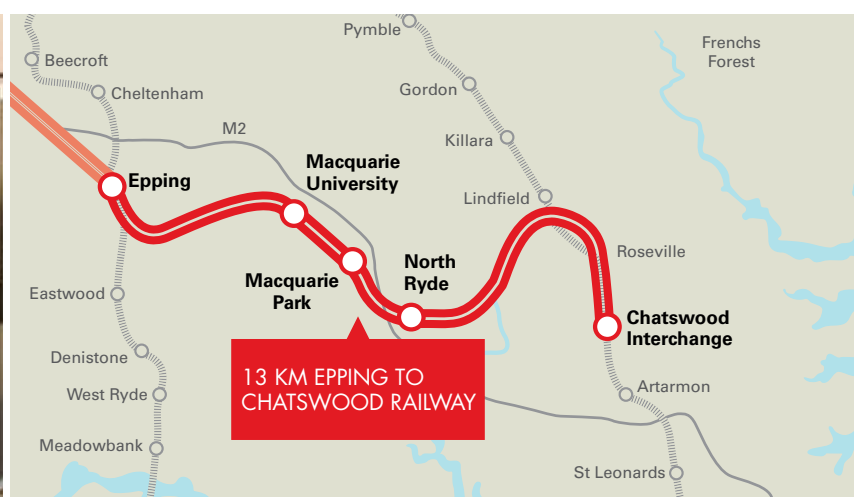 Pymble
Frenchs
Forest
Beecroft
Cheltenham
Gordon
M2
Killara
Macquarie
University
Epping
Lindfield
Roseville
North
Ryde
Macquarie
Park
Eastwood
Chatswood
Interchange
Denistone
13 KM EPPING TO
CHATSWOOD RAILWAY
West Ryde
Artarmon
Meadowbank
St Leonards